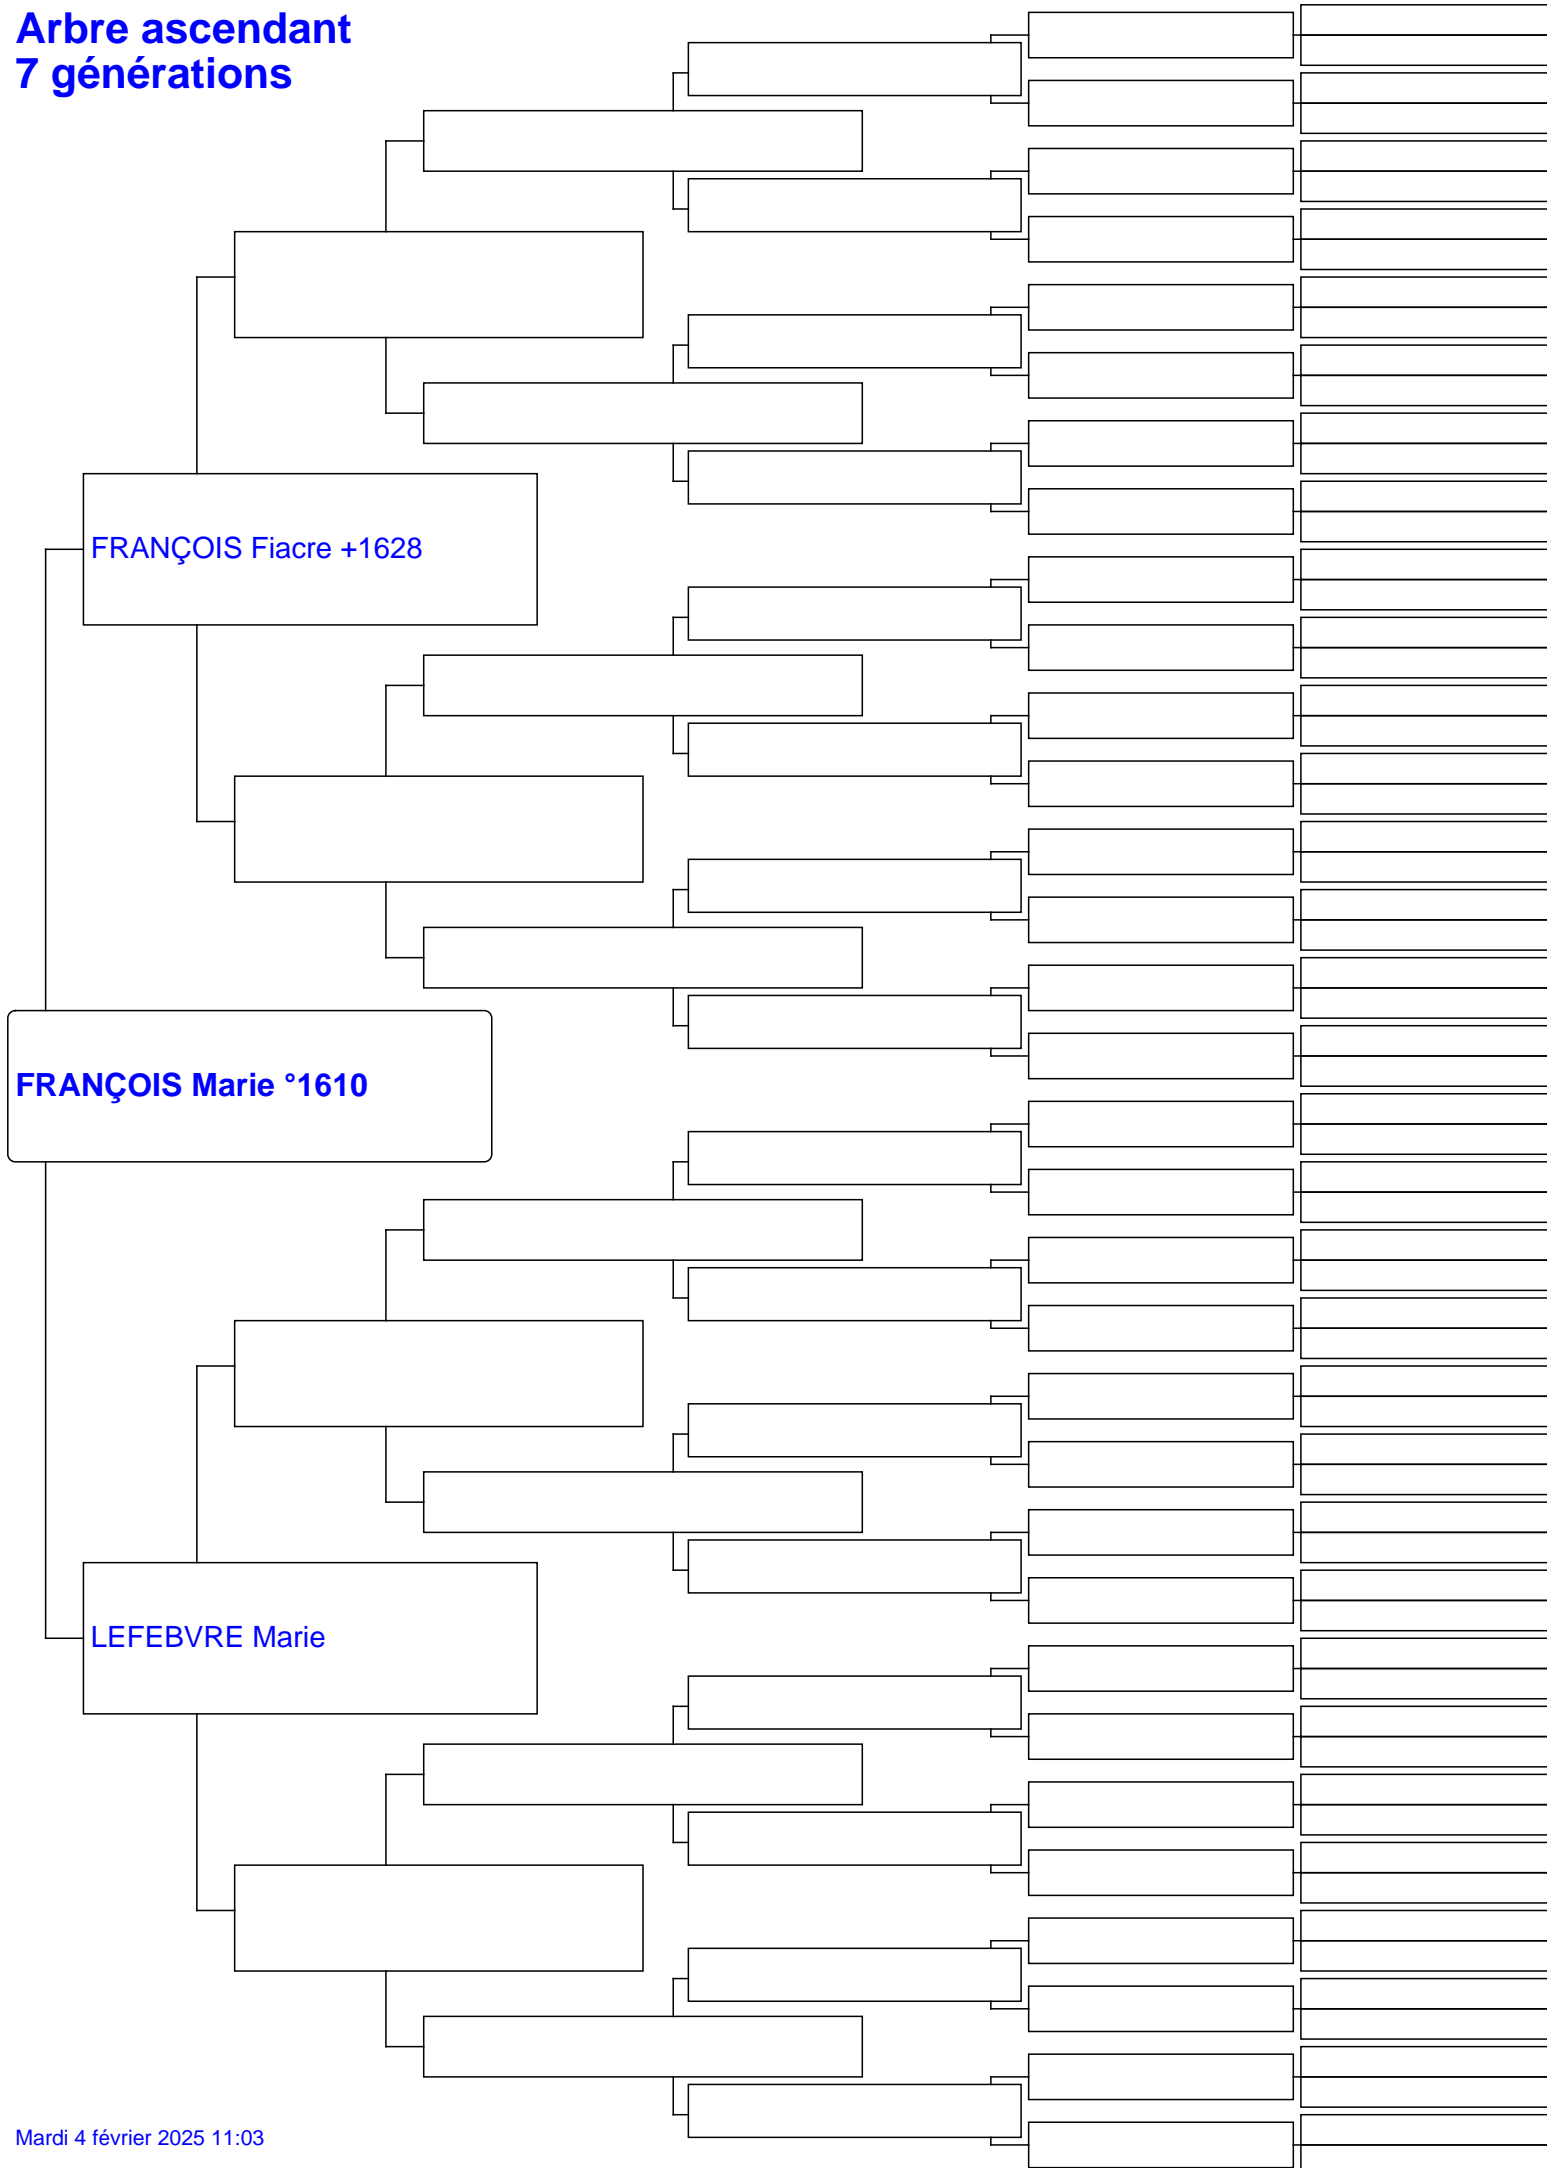 Arbre ascendant
7 générations
FRANÇOIS Fiacre +1628
FRANÇOIS Marie °1610
LEFEBVRE Marie
Mardi 4 février 2025 11:03